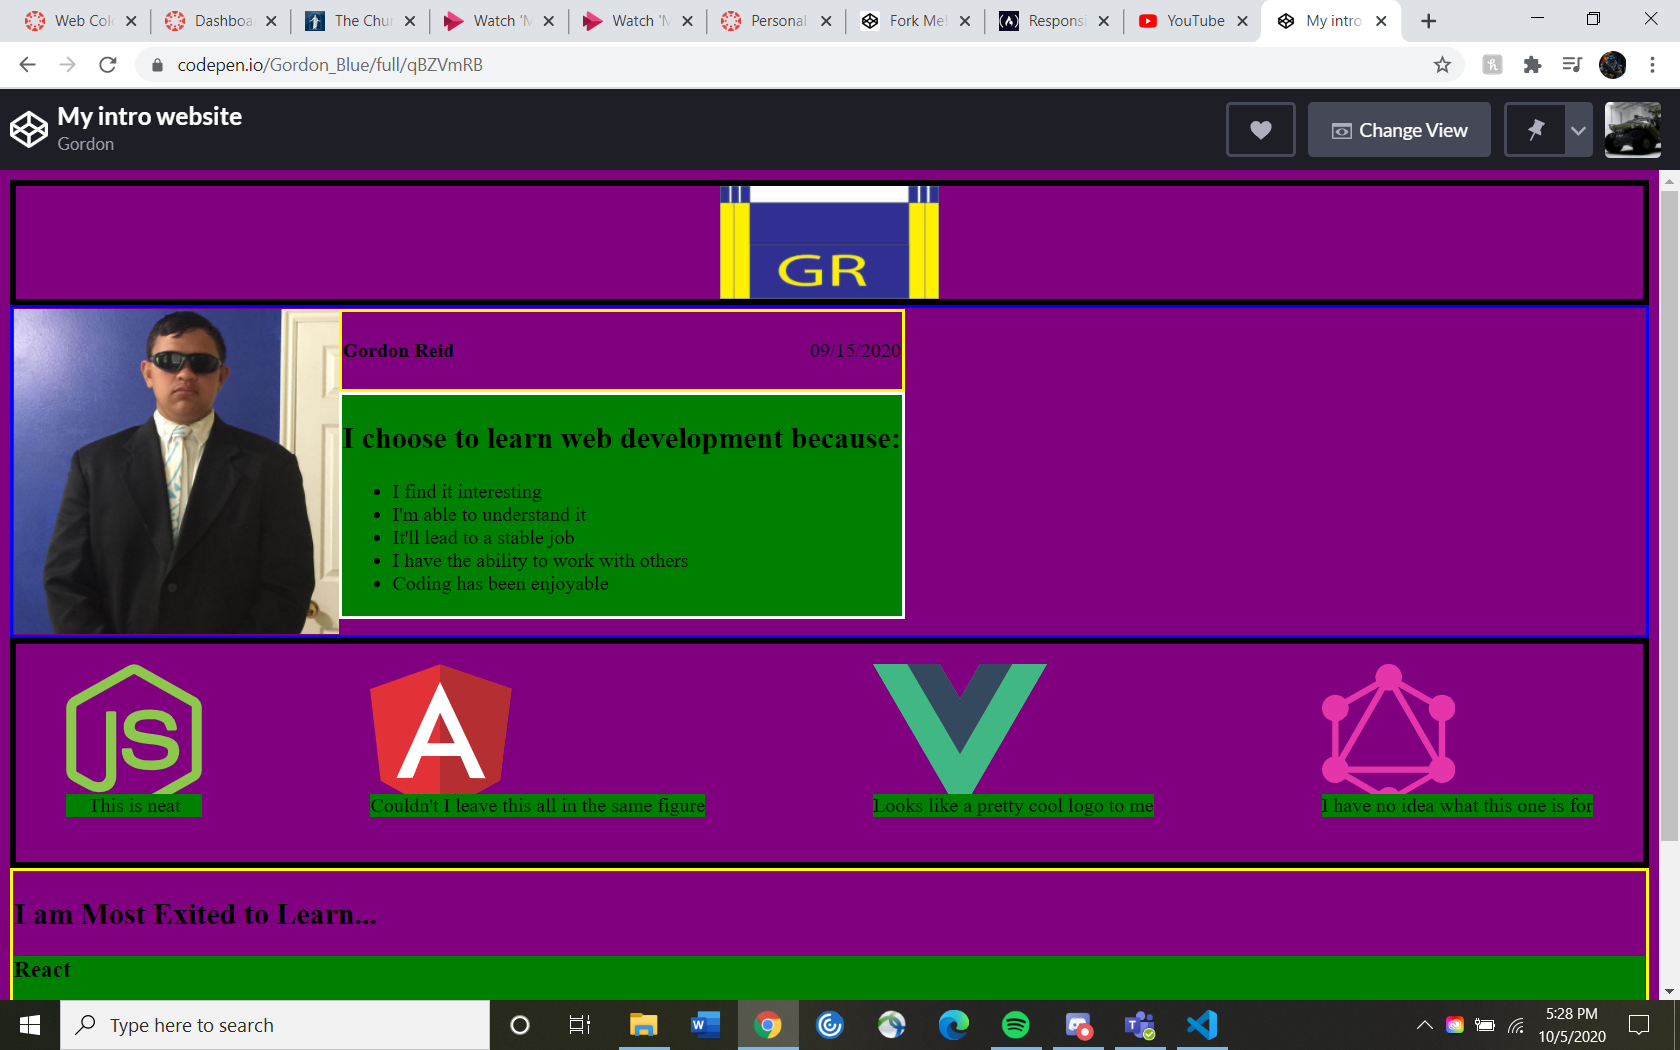 Web Colo
Dashboa
The Chur
Watch 'M
Watch 'M
Personal
Fork Me!
Responsi
YouTube
My intro
codepen.io/Gordon_Blue/full/qBZVmRB
My intro website
Gordon
Change View
GR
Gordon Reid
09/15/2020
I choose to learn web development because:
I find it interesting
I'm able to understand it
It'll lead to a stable job
I have the ability to work with others
Coding has been enjoyable
JS
A
This is neat
Couldn't I leave this all in the same figure
Looks like a pretty cool logo to me
I have no idea what this one is for
I am Most Exited to Learn...
React
Type here to search
5:28 PM
10/5/2020